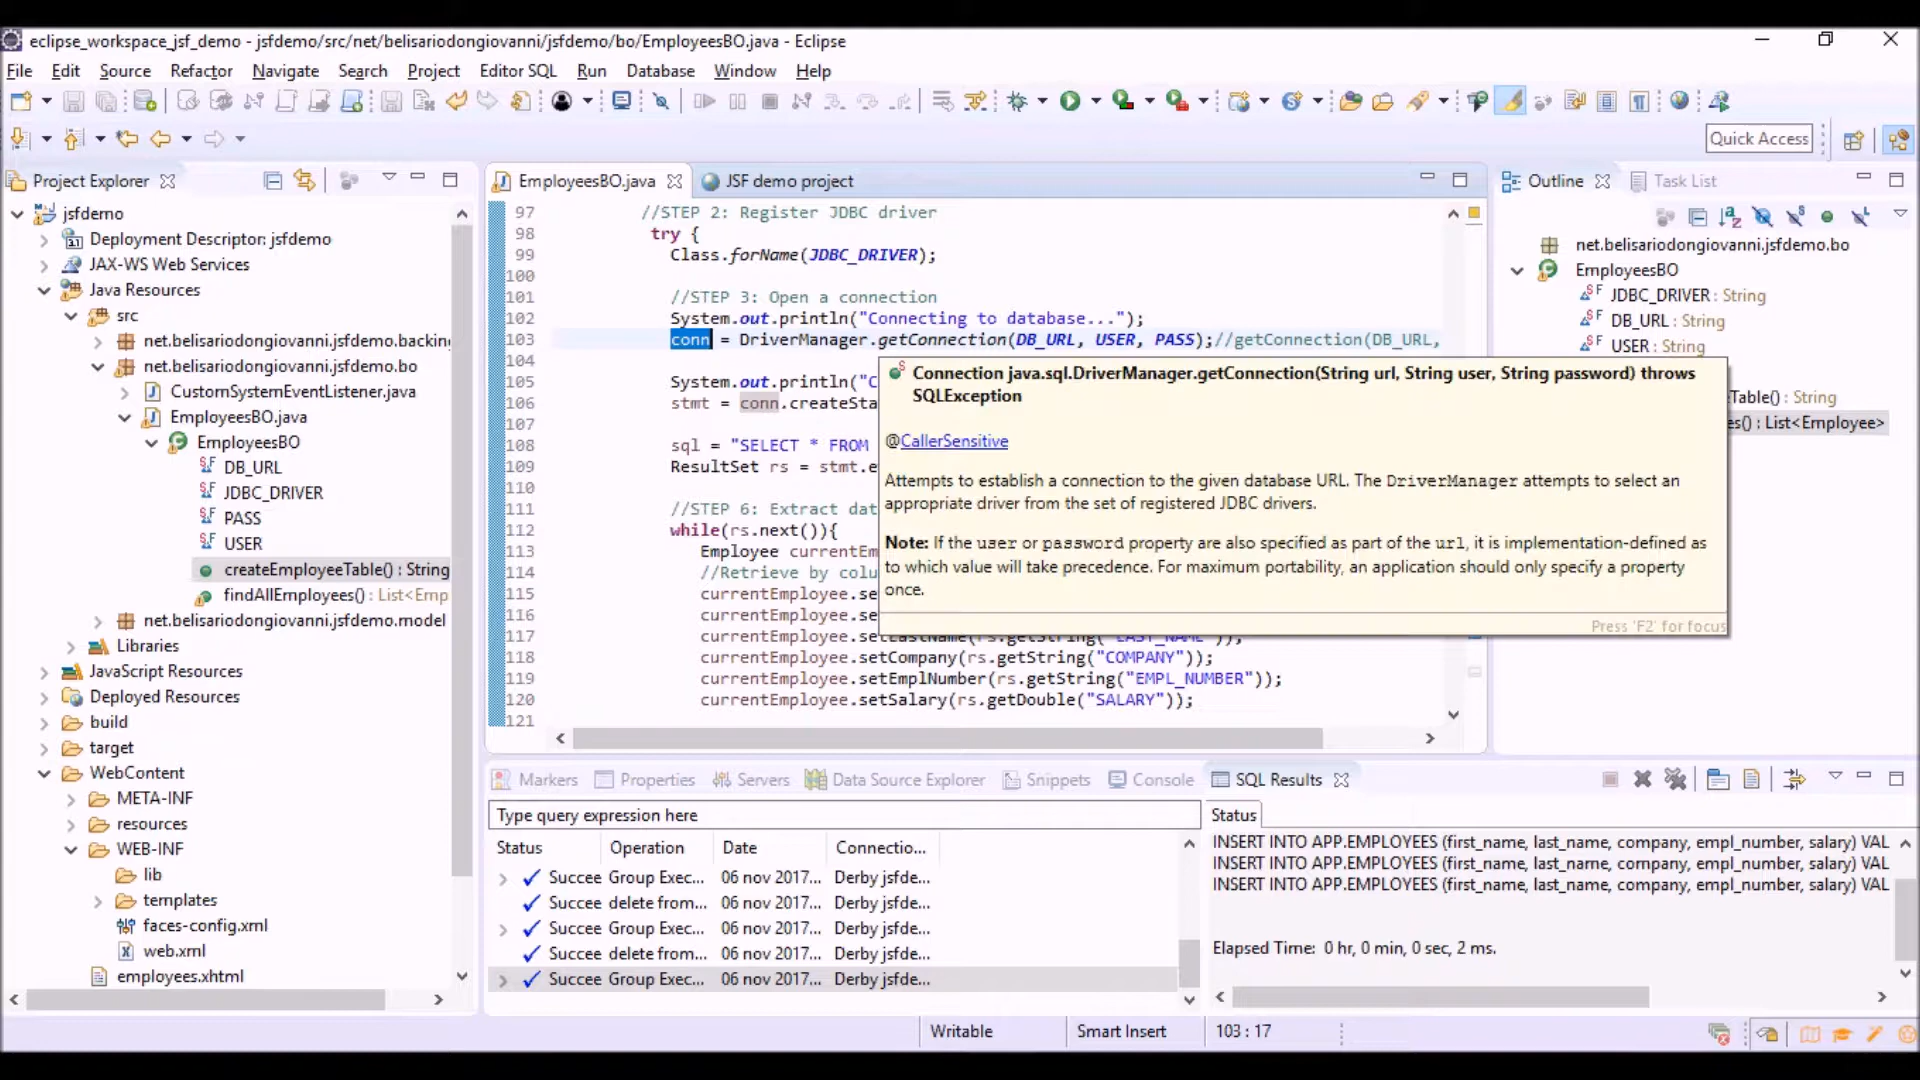 eclipse_workspace_jsf_demo - jsfdemo/src/net/belisariodongiovanni/jsfdemo/bo/EmployeesBO.java - Eclipse
File Edit Source Refactor Navigate Search Project Editor SQL Run Database Window Help
Quick Access
Project Explorer
jsfdemo
Deployment Descriptor: jsfdemo
JAX-WS Web Services
Java Resources
src
net.belisariodongiovanni.jsfdemo.backing
net.belisariodongiovanni.jsfdemo.bo
CustomSystemEventListener.java
EmployeesBO.java
EmployeesBO
DB_URL
JDBC_DRIVER
PASS
USER
createEmployeeTable() : String
findAllEmployees() : List<Emp
net.belisariodongiovanni.jsfdemo.model
Libraries
JavaScript Resources
Deployed Resources
build
target
WebContent
META-INF
resources
WEB-INF
lib
templates
faces-config.xml
web.xml
employees.xhtml
EmployeesBO.java JSF demo project
97 //STEP 2: Register JDBC driver
98 try {
99 Class.forName(JDBC_DRIVER);
100
101 //STEP 3: Open a connection
102 System.out.println("Connecting to database...");
103 conn = DriverManager.getConnection(DB_URL, USER, PASS);//getConnection(DB_URL,
104
105 System.out.println("C
106 stmt = conn.createSta
107
108 sql = "SELECT * FROM
109 ResultSet rs = stmt.e
110
111 //STEP 6: Extract dat
112 while(rs.next()){
113 Employee currentEm
114 //Retrieve by colu
115 currentEmployee.se
116 currentEmployee.se
117 currentEmployee.setLastName(rs.getString("LAST_NAME"));
118 currentEmployee.setCompany(rs.getString("COMPANY"));
119 currentEmployee.setEmplNumber(rs.getString("EMPL_NUMBER"));
120 currentEmployee.setSalary(rs.getDouble("SALARY"));
121
Connection java.sql.DriverManager.getConnection(String url, String user, String password) throws
SQLException
@CallerSensitive
Attempts to establish a connection to the given database URL. The DriverManager attempts to select an
appropriate driver from the set of registered JDBC drivers.
Note: If the user or password property are also specified as part of the url, it is implementation-defined as
to which value will take precedence. For maximum portability, an application should only specify a property
once.
Press 'F2' for focus
Outline Task List
net.belisariodongiovanni.jsfdemo.bo
EmployeesBO
JDBC_DRIVER : String
DB_URL : String
USER : String
Table() : String
es() : List<Employee>
Markers Properties Servers Data Source Explorer Snippets Console SQL Results
Type query expression here
Status Operation Date Connectio...
Succee Group Exec... 06 nov 2017... Derby jsfde...
Succee delete from... 06 nov 2017... Derby jsfde...
Succee Group Exec... 06 nov 2017... Derby jsfde...
Succee delete from... 06 nov 2017... Derby jsfde...
Succee Group Exec... 06 nov 2017... Derby jsfde...
Status
INSERT INTO APP.EMPLOYEES (first_name, last_name, company, empl_number, salary) VAL
INSERT INTO APP.EMPLOYEES (first_name, last_name, company, empl_number, salary) VAL
INSERT INTO APP.EMPLOYEES (first_name, last_name, company, empl_number, salary) VAL
Elapsed Time: 0 hr, 0 min, 0 sec, 2 ms.
Writable Smart Insert 103 : 17